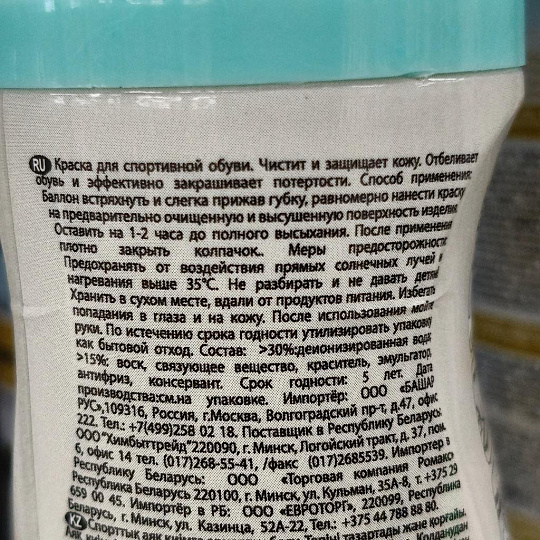 RU Краска для спортивной обуви. Чистит и защищает кожу. Отбеливает
обувь и эффективно закрашивает потертости. Способ применения:
Баллон встряхнуть и слегка прижав губку, равномерно нанести краску
на предварительно очищенную и высушенную поверхность изделия.
Оставить на 1-2 часа до полного высыхания. После применения
плотно закрыть колпачок. Меры предосторожности:
Предохранять от воздействия прямых солнечных лучей и
нагревания выше 35°С. Не разбирать и не давать детям
Хранить в сухом месте, вдали от продуктов питания. Избегать
попадания в глаза и на кожу. После использования мойте
руки. По истечению срока годности утилизировать упаковку
как бытовой отход. Состав: >30%:деионизированная вода,
>15%: воск, связующее вещество, краситель, эмульгатор,
антифриз, консервант. Срок годности: 5 лет. Дата
производства:см.на упаковке. Импортёр: ООО «БАШАР
РУС»,109316, Россия, г.Москва, Волгоградский пр-т, д.47, офис
222. Тел.: +7(499)258 02 18. Поставщик в Республику Беларусь:
ООО"Химбыттрейд"220090, г. Минск, Логойский тракт, д. 37, пом.
6, офис 14 тел. (017)268-55-41, /факс (017)2685539. Импортер в
Республику Беларусь: ООО «Торговая компания Ромакс
Республика Беларусь 220100, г. Минск, ул. Кульман, 35А-8, т. +375 29
659 00 45. Импортёр в РБ: ООО «ЕВРОТОРГ», 220099, Республика
Беларусь, г. Минск, ул. Казинца, 52А-22, Тел.: +375 44 788 88 80.
KZ Спорттық аяқ тазартады және қорғайды.
Колданудан